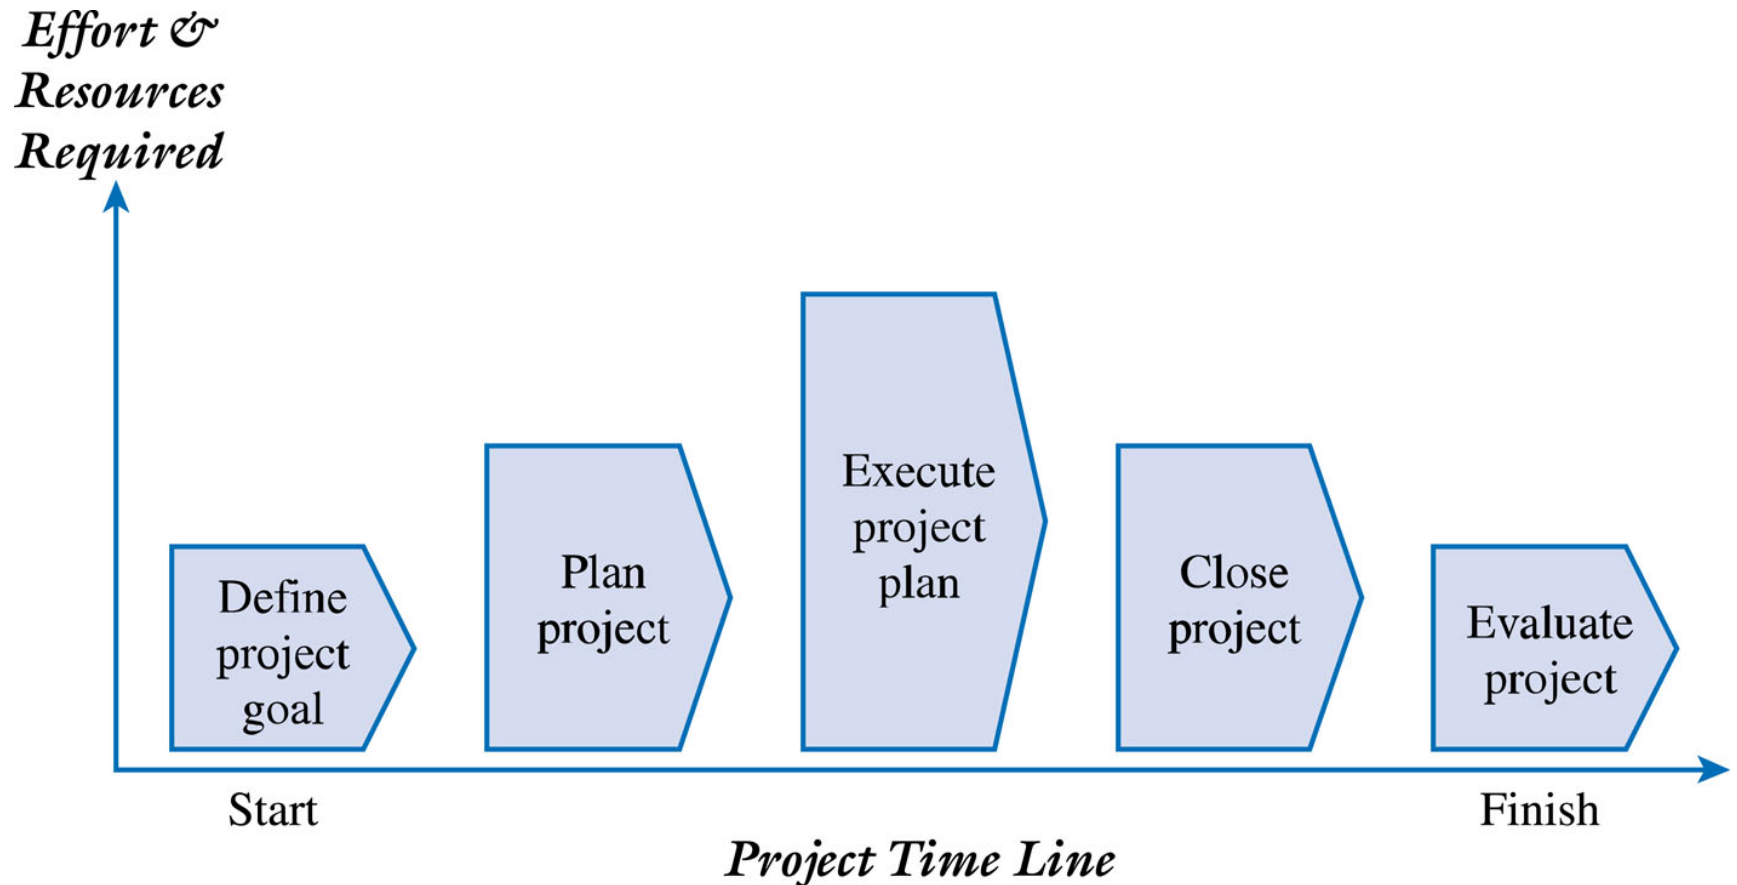 Effort &
Resources
Required
Define
project
goal
Plan
project
Execute
project
plan
Close
project
Evaluate
project
Start
Finish
Project Time Line